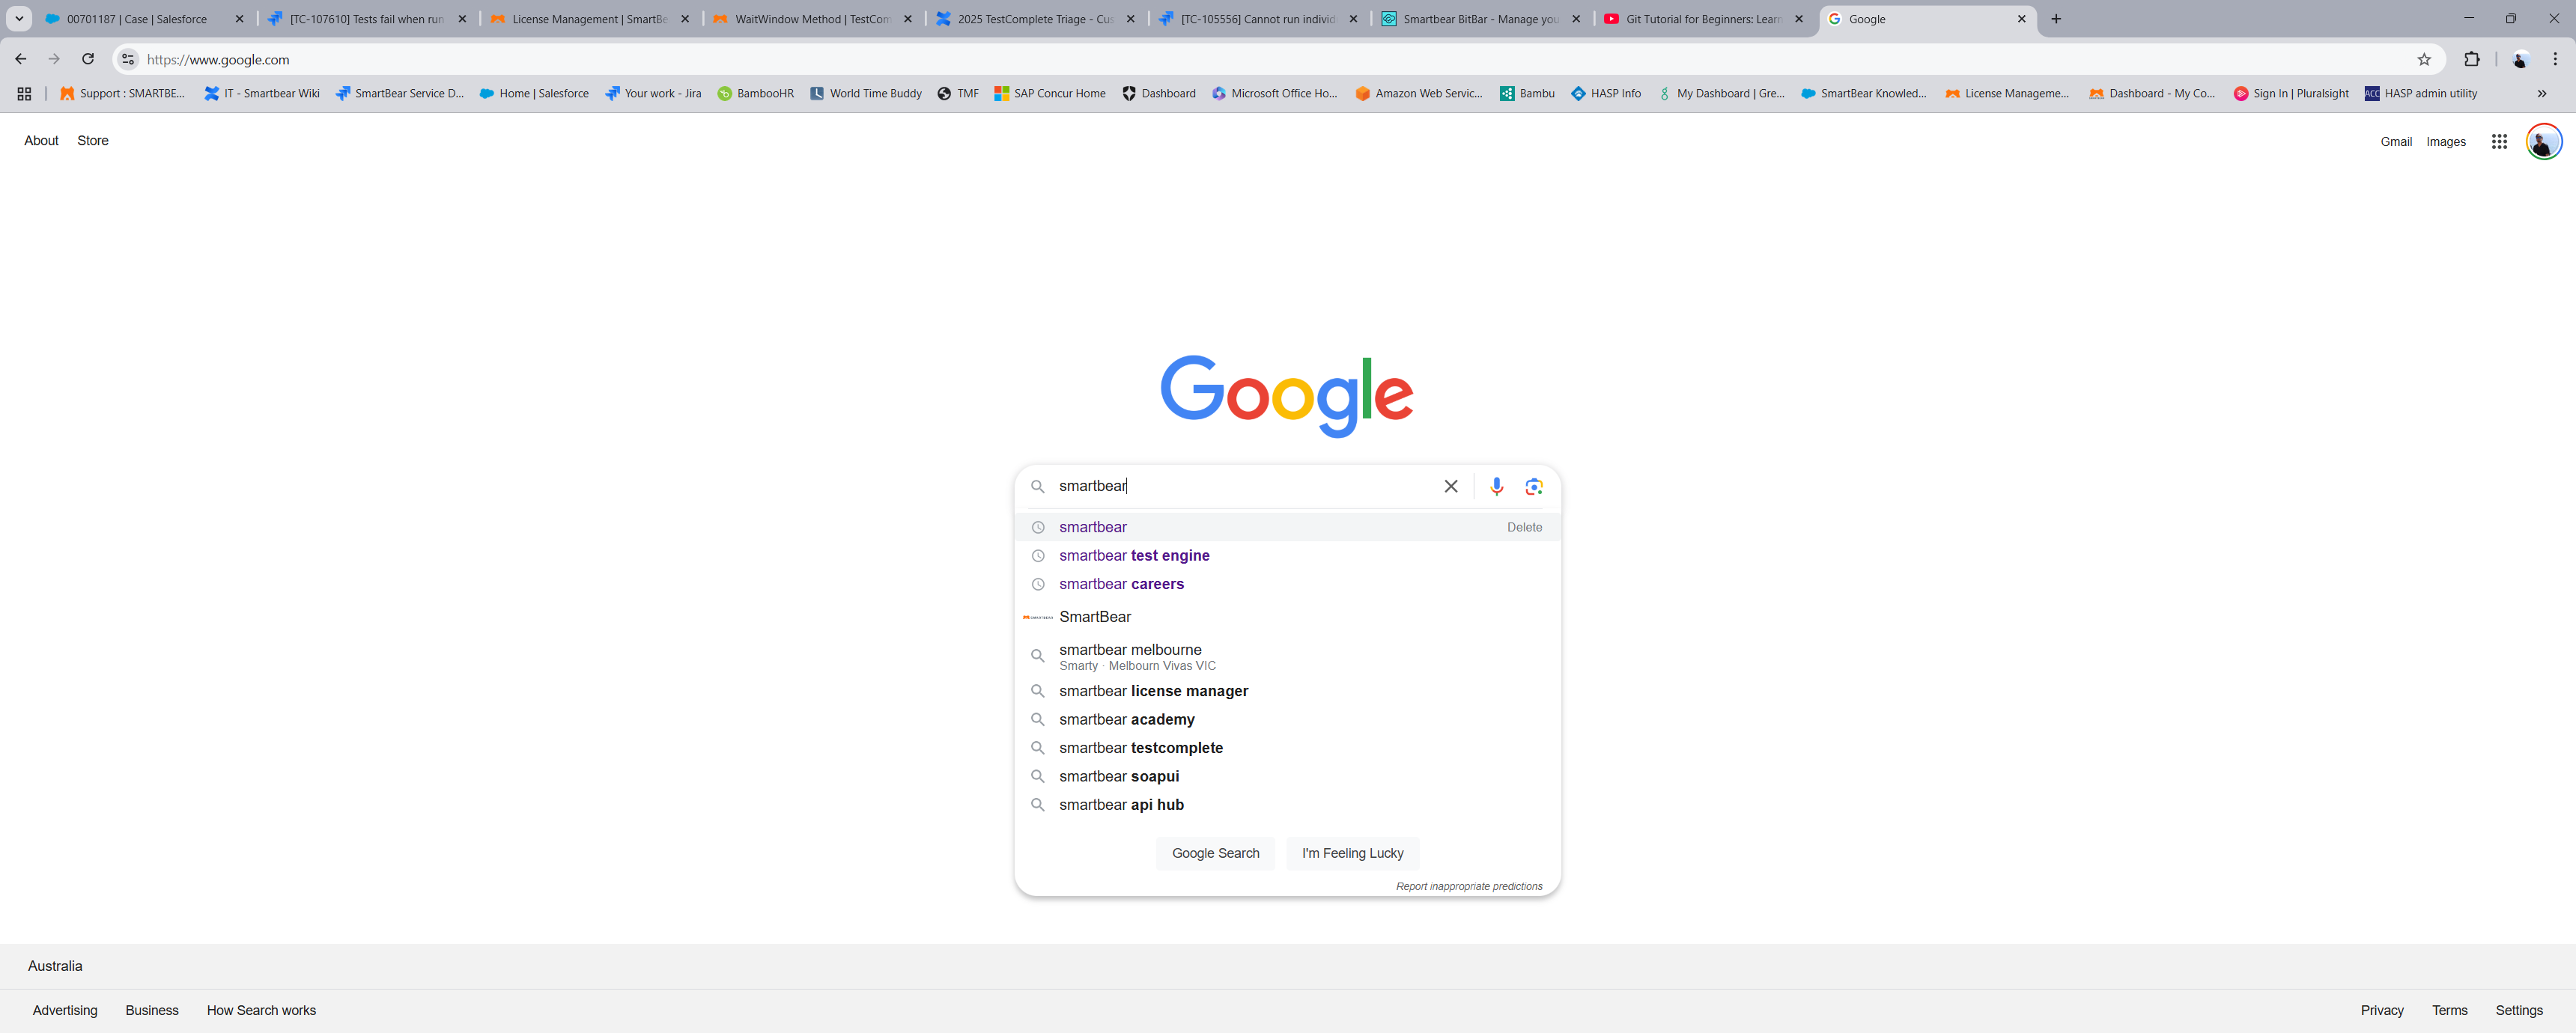 00701187 | Case | Salesforce
[TC-107610] Tests fail when run
License Management | SmartBe
WaitWindow Method | TestCom
2025 TestComplete Triage - Cus
[TC-105556] Cannot run individ
Smartbear BitBar - Manage you
Git Tutorial for Beginners: Learn
Google
https://www.google.com
Support : SMARTBE...
IT - Smartbear Wiki
SmartBear Service D...
Home | Salesforce
Your work - Jira
BambooHR
World Time Buddy
TMF
SAP Concur Home
Dashboard
Microsoft Office Ho...
Amazon Web Servic...
Bambu
HASP Info
My Dashboard | Gre...
SmartBear Knowled...
License Manageme...
Dashboard - My Co...
Sign In | Pluralsight
ACC
HASP admin utility
About
Store
Gmail
Images
Google
smartbear
smartbear
Delete
smartbear test engine
smartbear careers
SmartBear
smartbear melbourne
Smarty · Melbourn Vivas VIC
smartbear license manager
smartbear academy
smartbear testcomplete
smartbear soapui
smartbear api hub
Google Search
I'm Feeling Lucky
Report inappropriate predictions
Australia
Advertising
Business
How Search works
Privacy
Terms
Settings